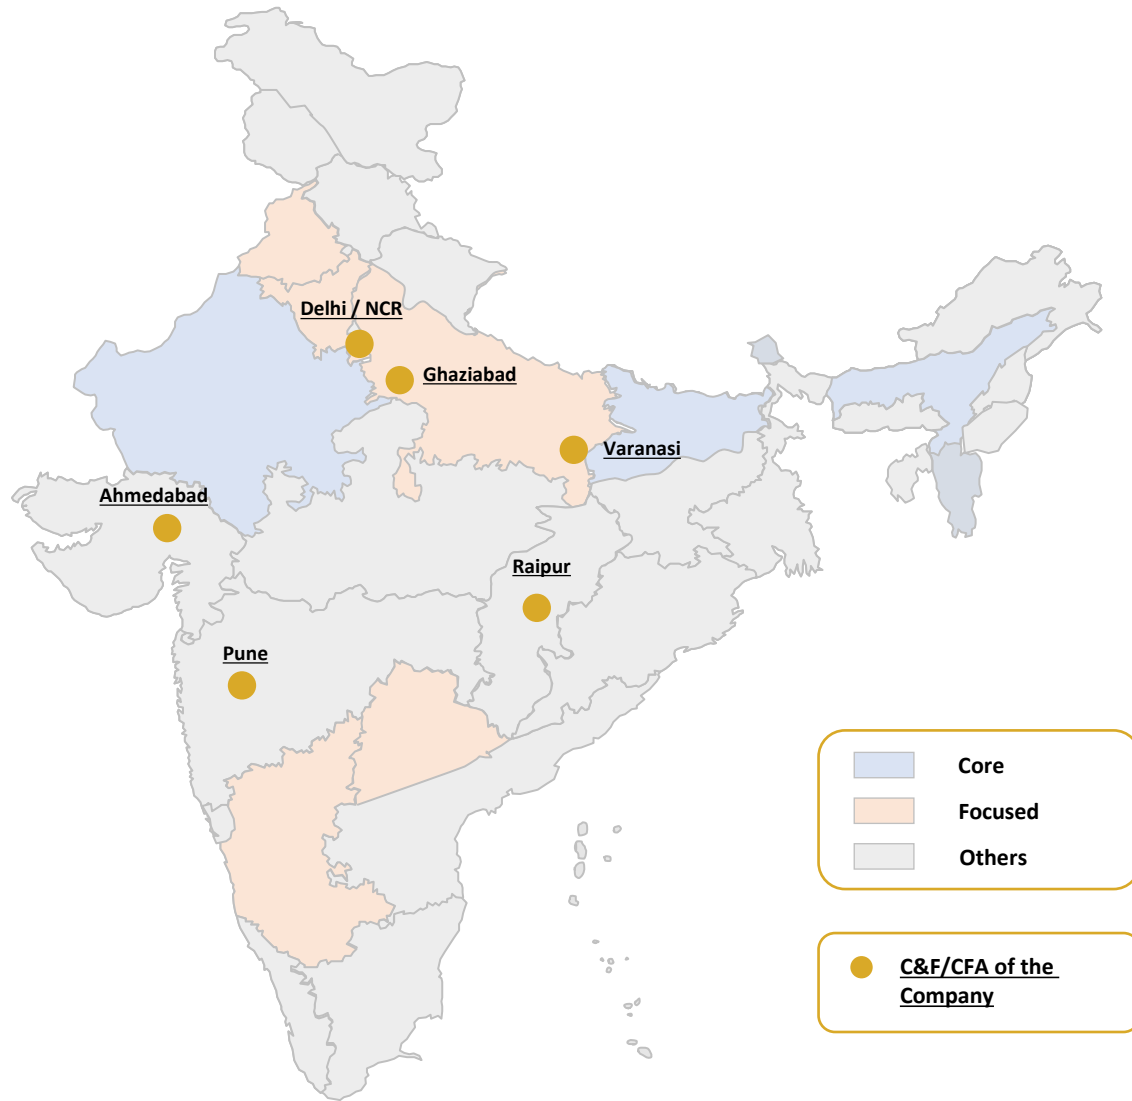 Delhi / NCR
Ghaziabad
Varanasi
Ahmedabad
Raipur
Pune
Core
Focused
Others
C&F/CFA of the
Company